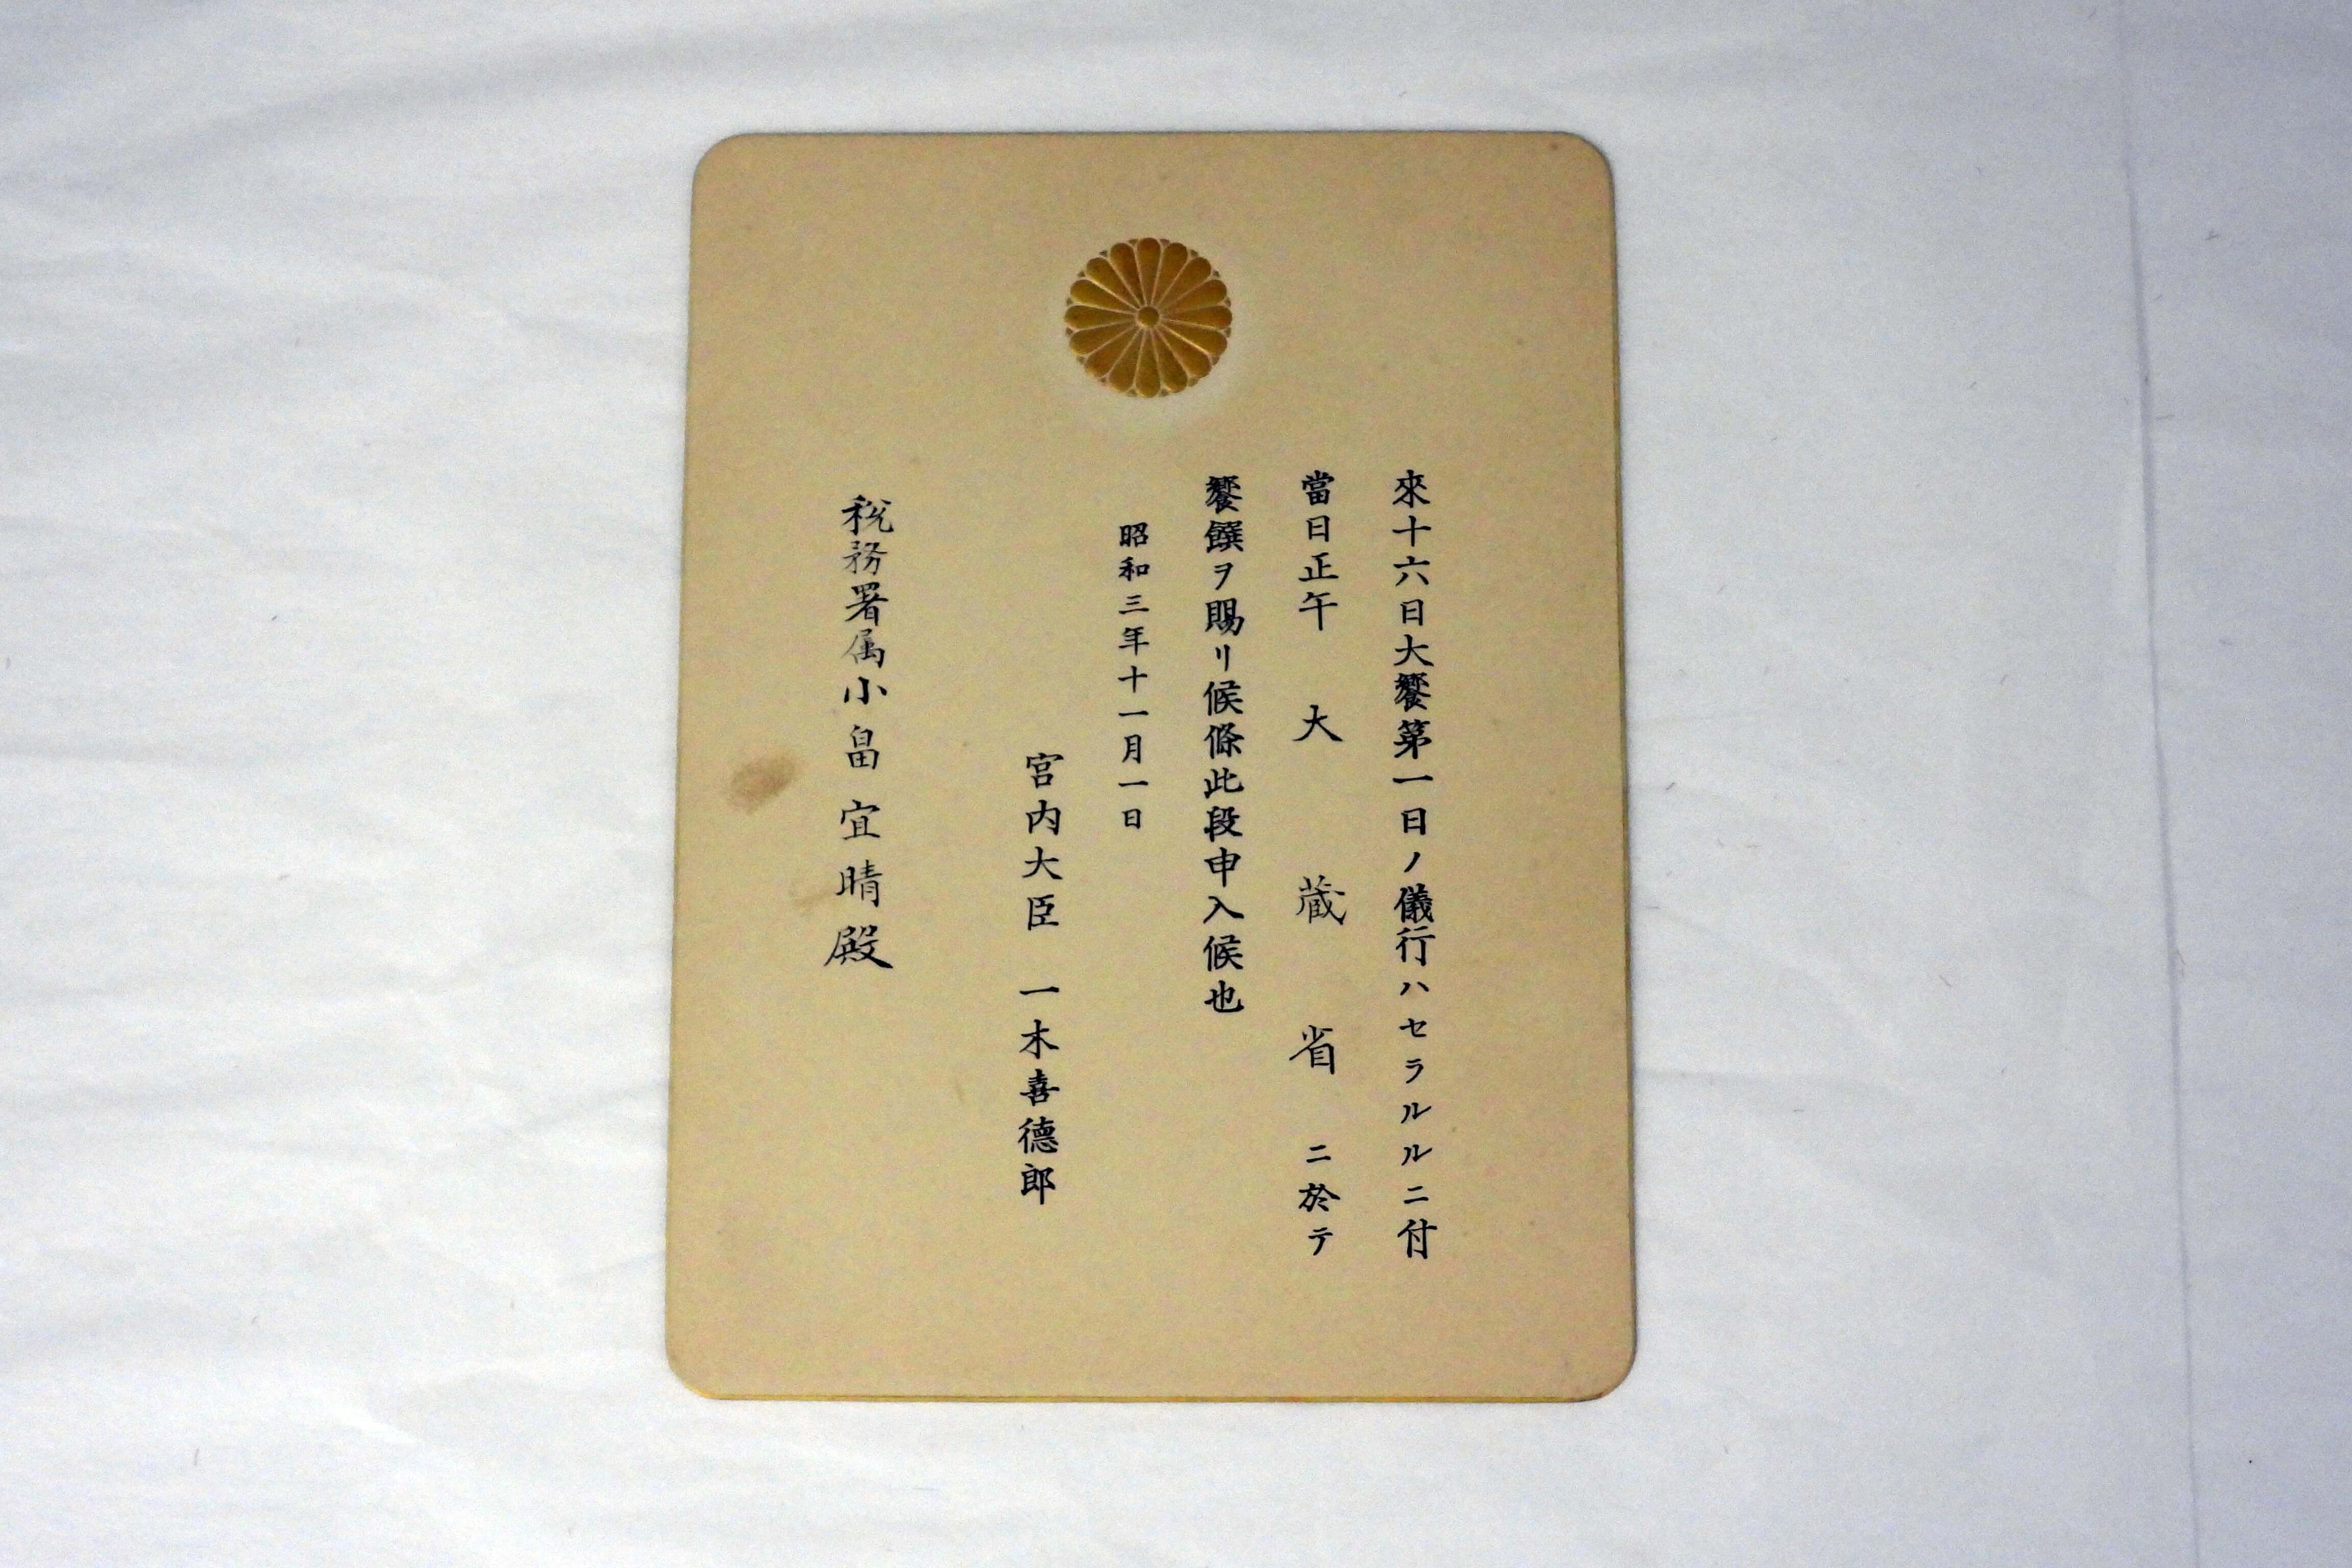 來十六日大饗第一日ノ儀行ハセラルルニ付
當日正午大蔵省ニ於テ
饗饌ヲ賜リ候條此段申入候也
昭和三年十一月一日
宮内大臣 一木喜德郎
税務署属小畠宜晴殿